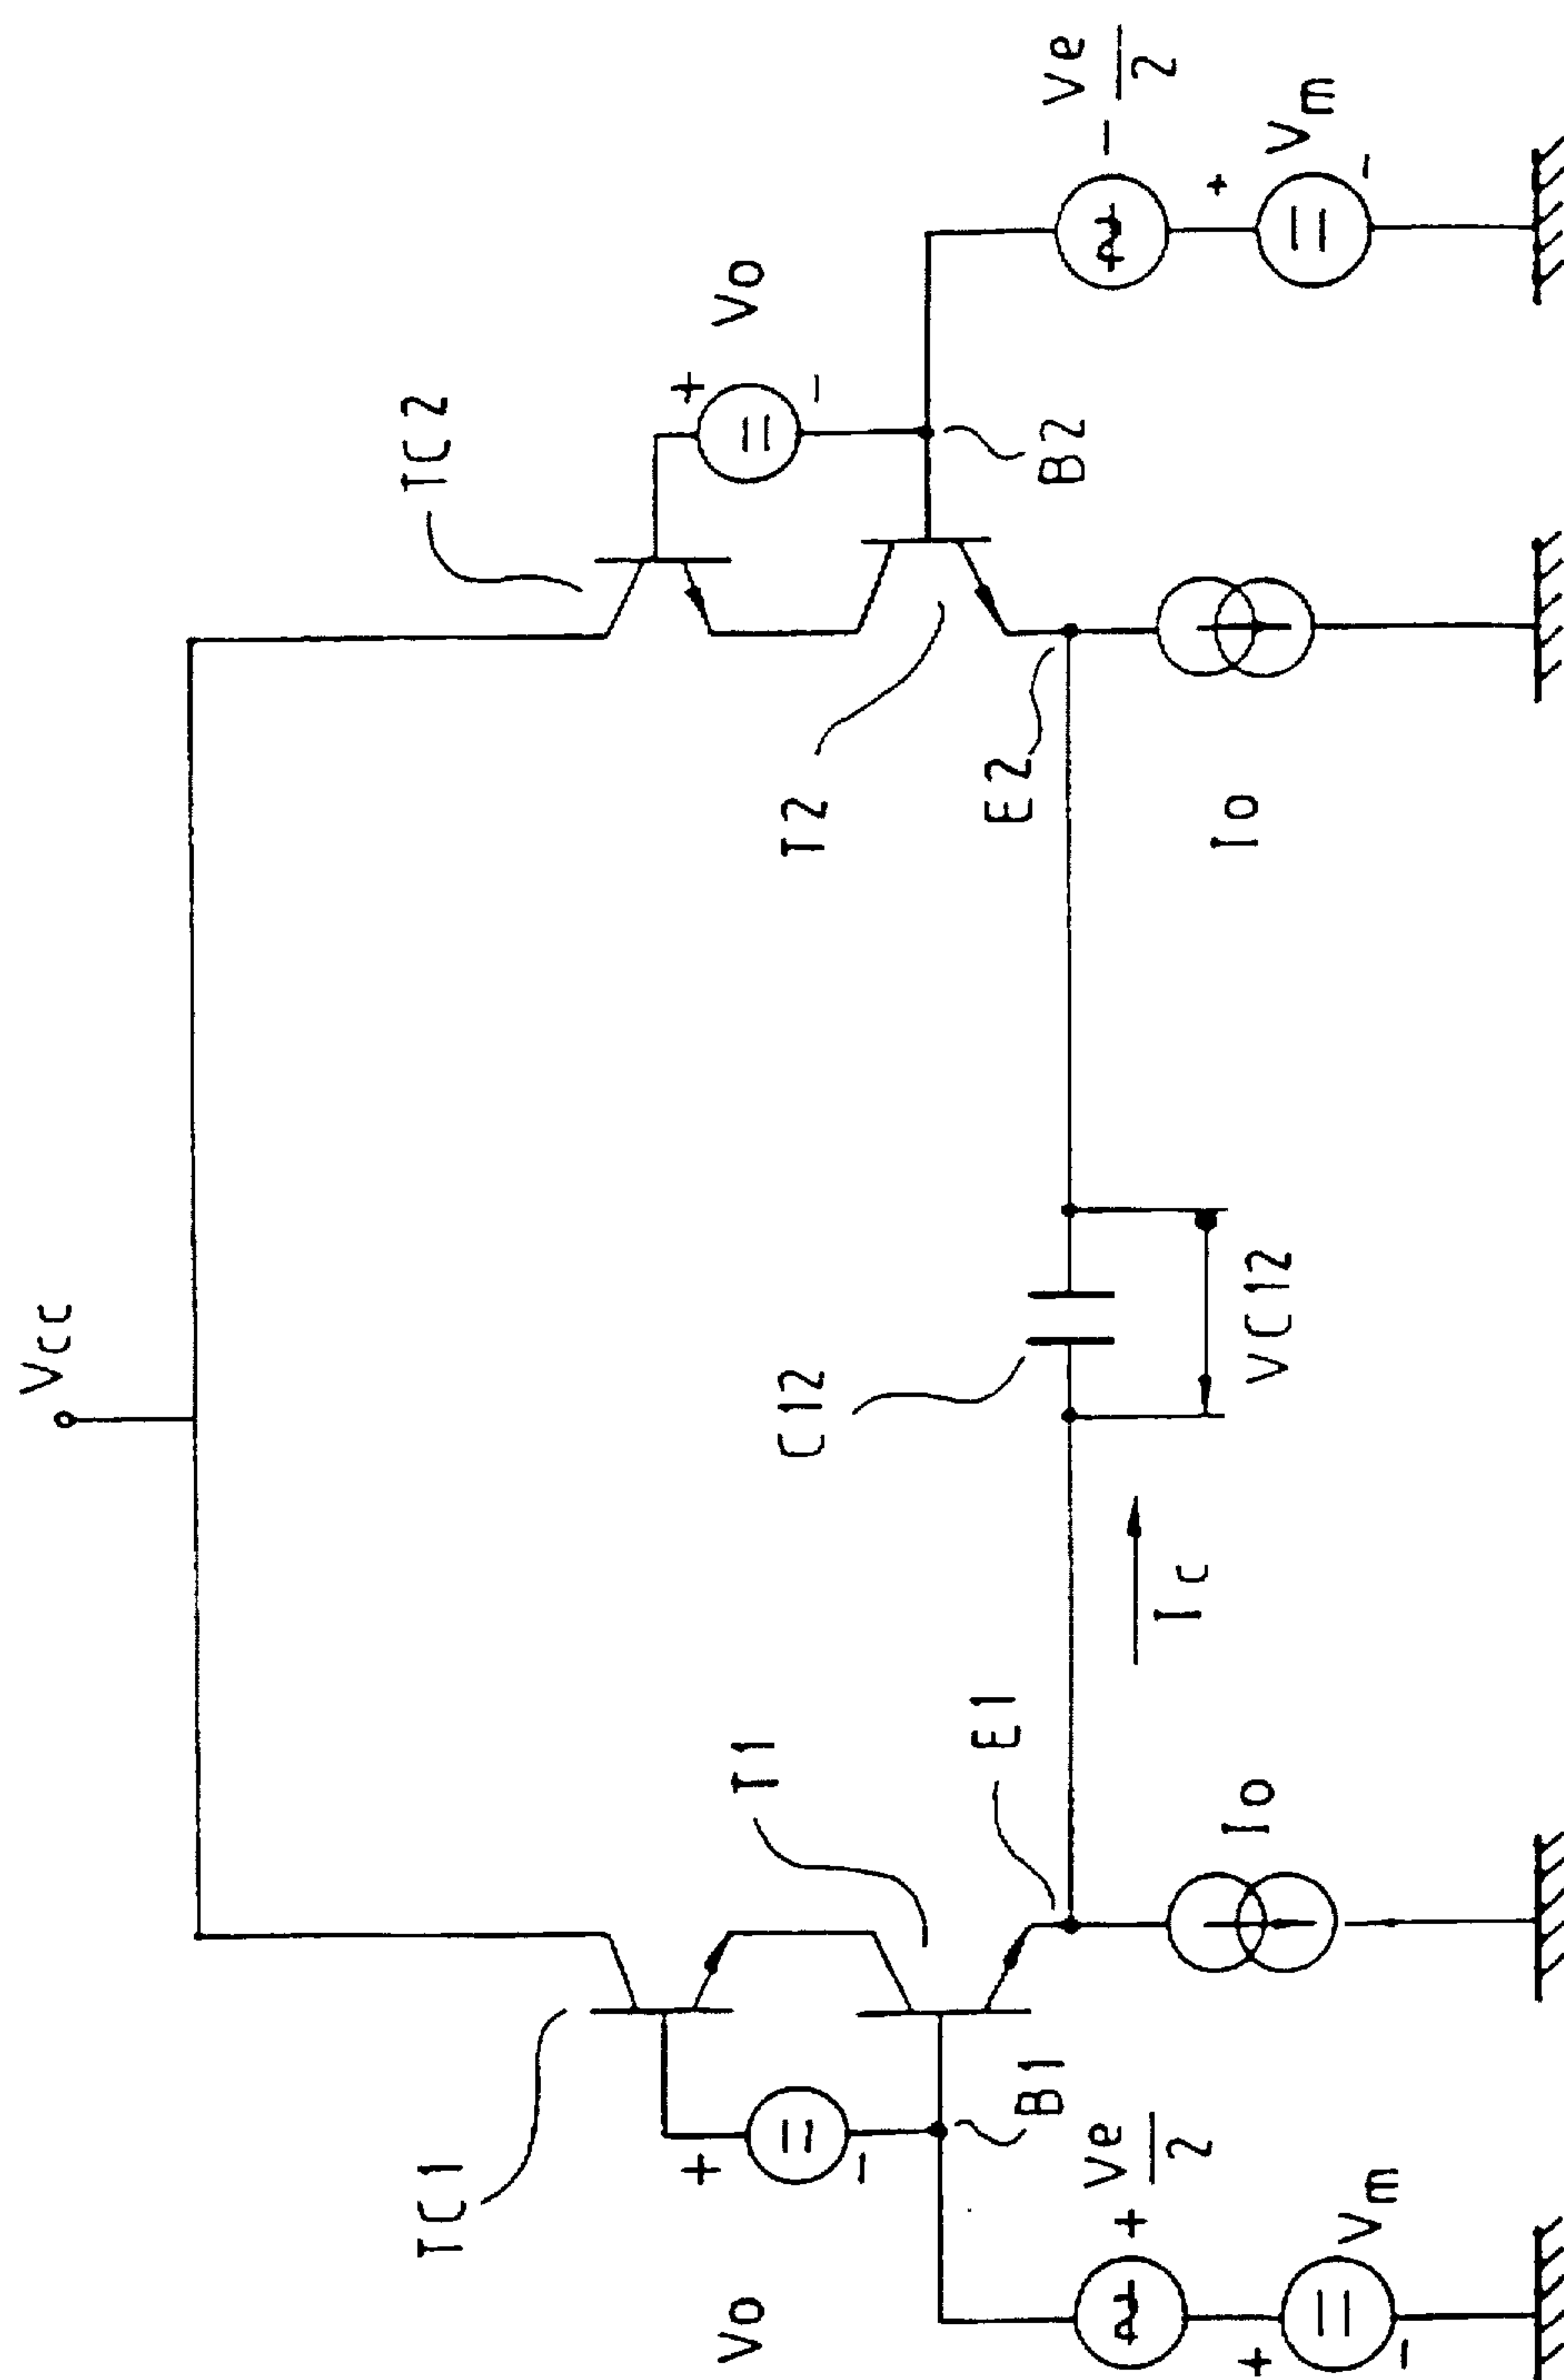 Vcc
TC1
TC2
Vo
+
−
+
−
Vo
T1
C12
T2
B1
E1
E2
B2
+ Ve/2
Ic
VC12
− Ve/2
+
Vm
−
Io
Io
+
Vm
−